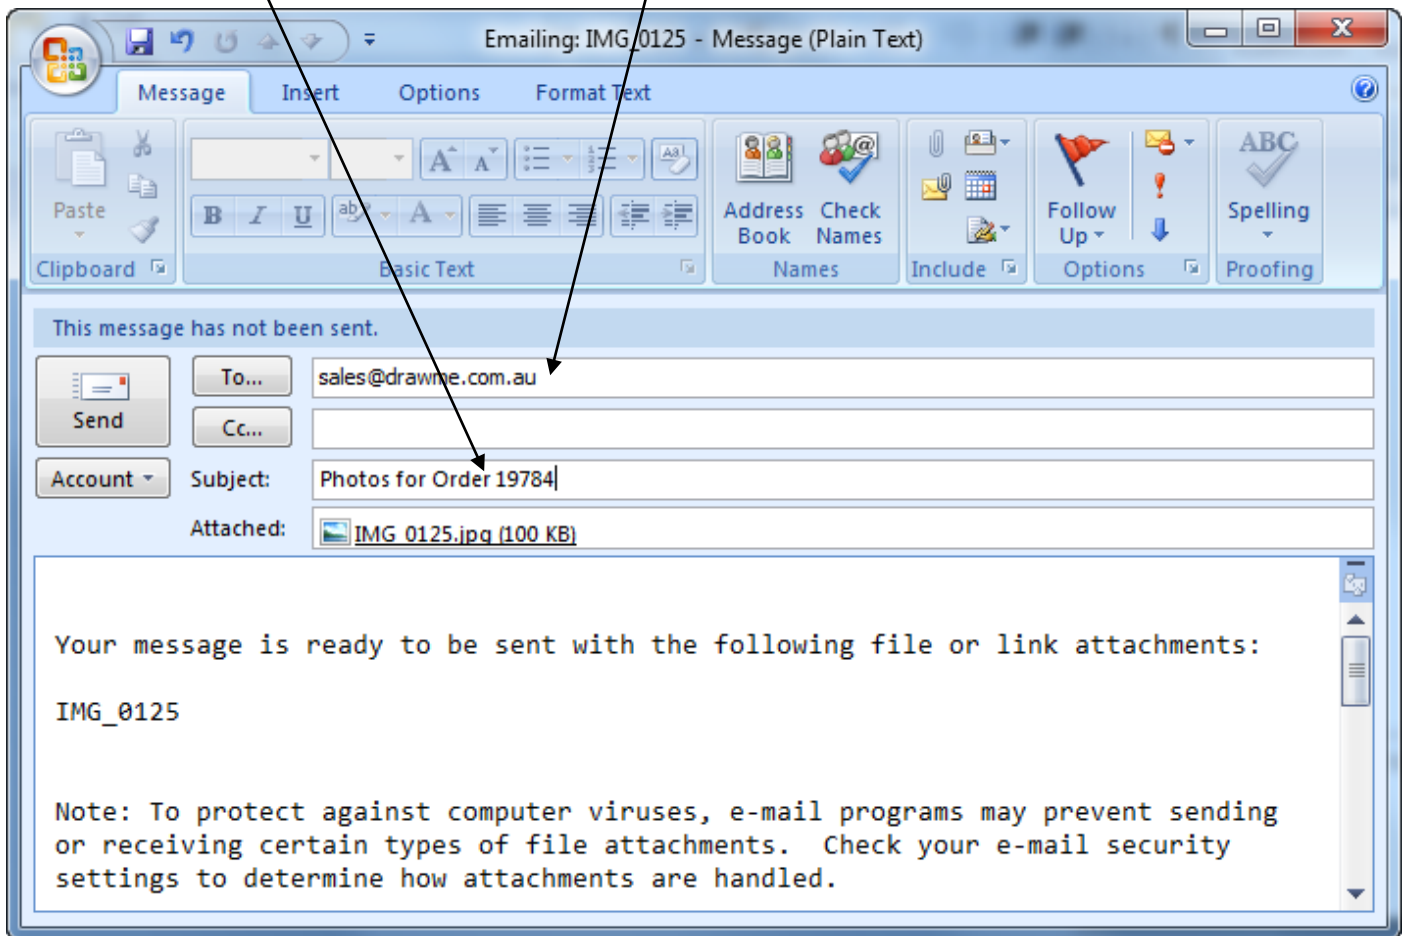 Emailing: IMG_0125 - Message (Plain Text)
X
Message Insert Options Format Text
Paste
Clipboard
A A
Aa
B I U ab A
Basic Text
Address Book
Check Names
Names
Include
Follow Up
Options
ABC
Spelling
Proofing
This message has not been sent.
Send
To... sales@drawme.com.au
Cc...
Account Subject: Photos for Order 19784
Attached: IMG_0125.jpg (100 KB)
Your message is ready to be sent with the following file or link attachments:
IMG_0125
Note: To protect against computer viruses, e-mail programs may prevent sending
or receiving certain types of file attachments.  Check your e-mail security
settings to determine how attachments are handled.